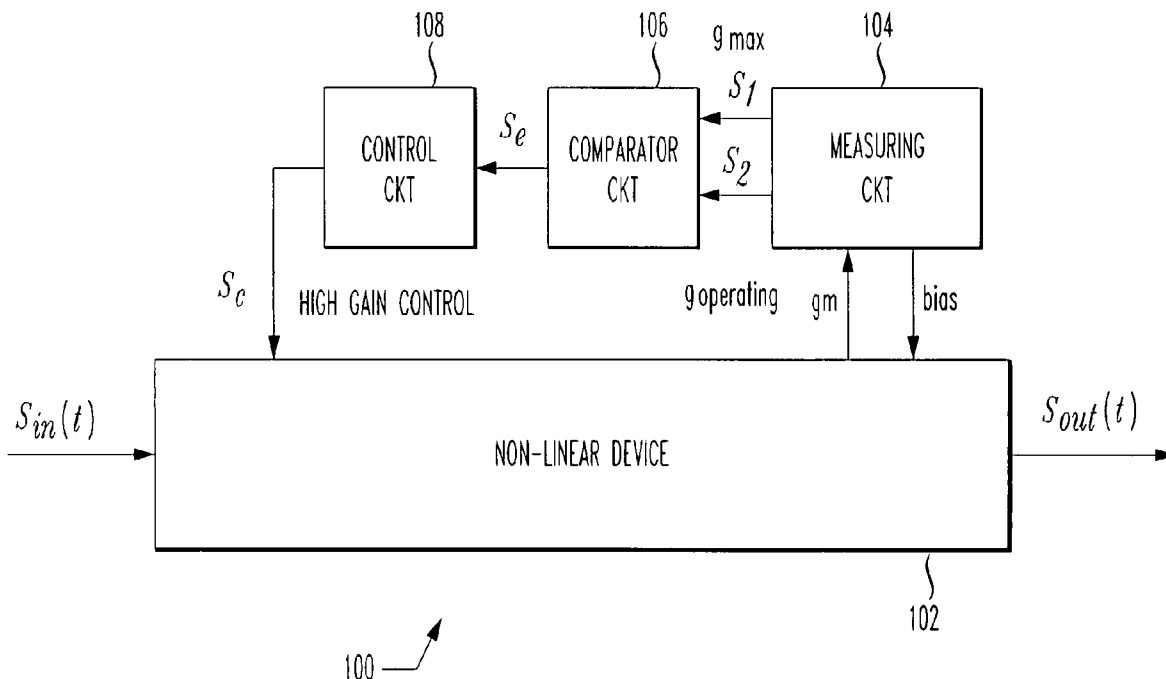 108
106
g max
104
CONTROL
CKT
Se
COMPARATOR
CKT
S1
S2
MEASURING
CKT
Sc
HIGH GAIN CONTROL
g operating
gm
bias
Sin(t)
NON-LINEAR DEVICE
Sout(t)
102
100